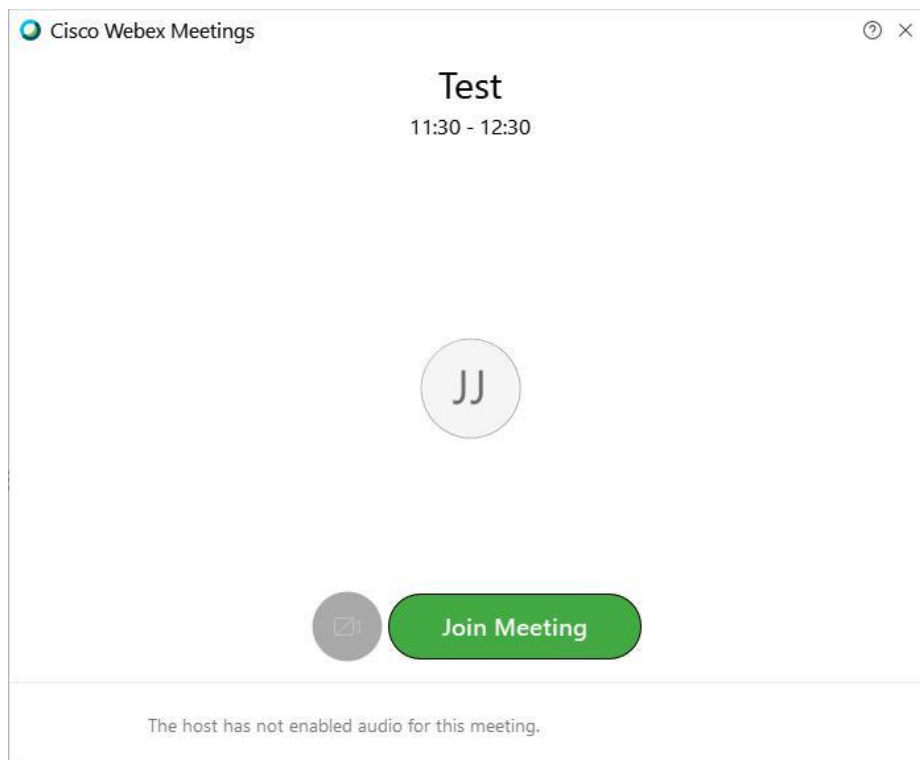 Cisco Webex Meetings
Test
11:30 - 12:30
JJ
Join Meeting
The host has not enabled audio for this meeting.